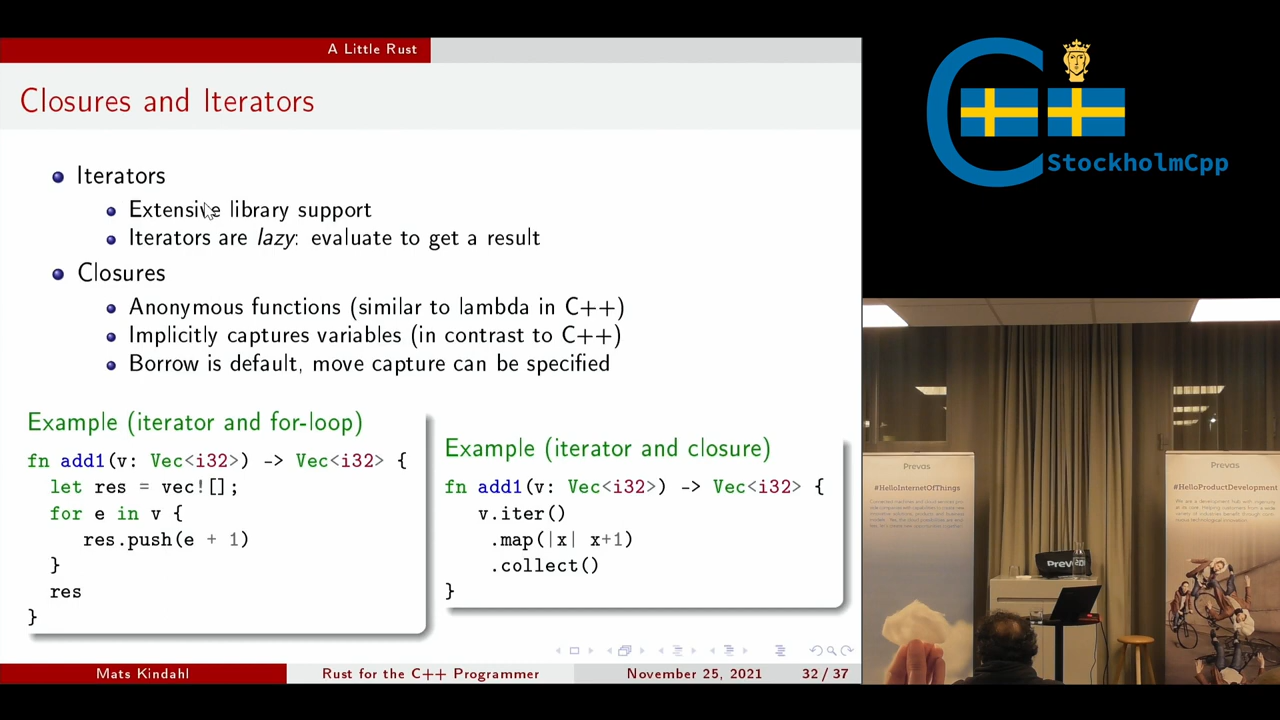 A Little Rust
Closures and Iterators
Iterators
Extensive library support
Iterators are lazy: evaluate to get a result
Closures
Anonymous functions (similar to lambda in C++)
Implicitly captures variables (in contrast to C++)
Borrow is default, move capture can be specified
Example (iterator and for-loop)
fn add1(v: Vec<i32>) -> Vec<i32> {
let res = vec![];
for e in v {
res.push(e + 1)
}
res
}
Example (iterator and closure)
fn add1(v: Vec<i32>) -> Vec<i32> {
v.iter()
.map(|x| x+1)
.collect()
}
Mats Kindahl
Rust for the C++ Programmer
November 25, 2021
32 / 37
StockholmCpp
Prevas
#HelloInternetOfThings
Prevas
#HelloProductDevelopment